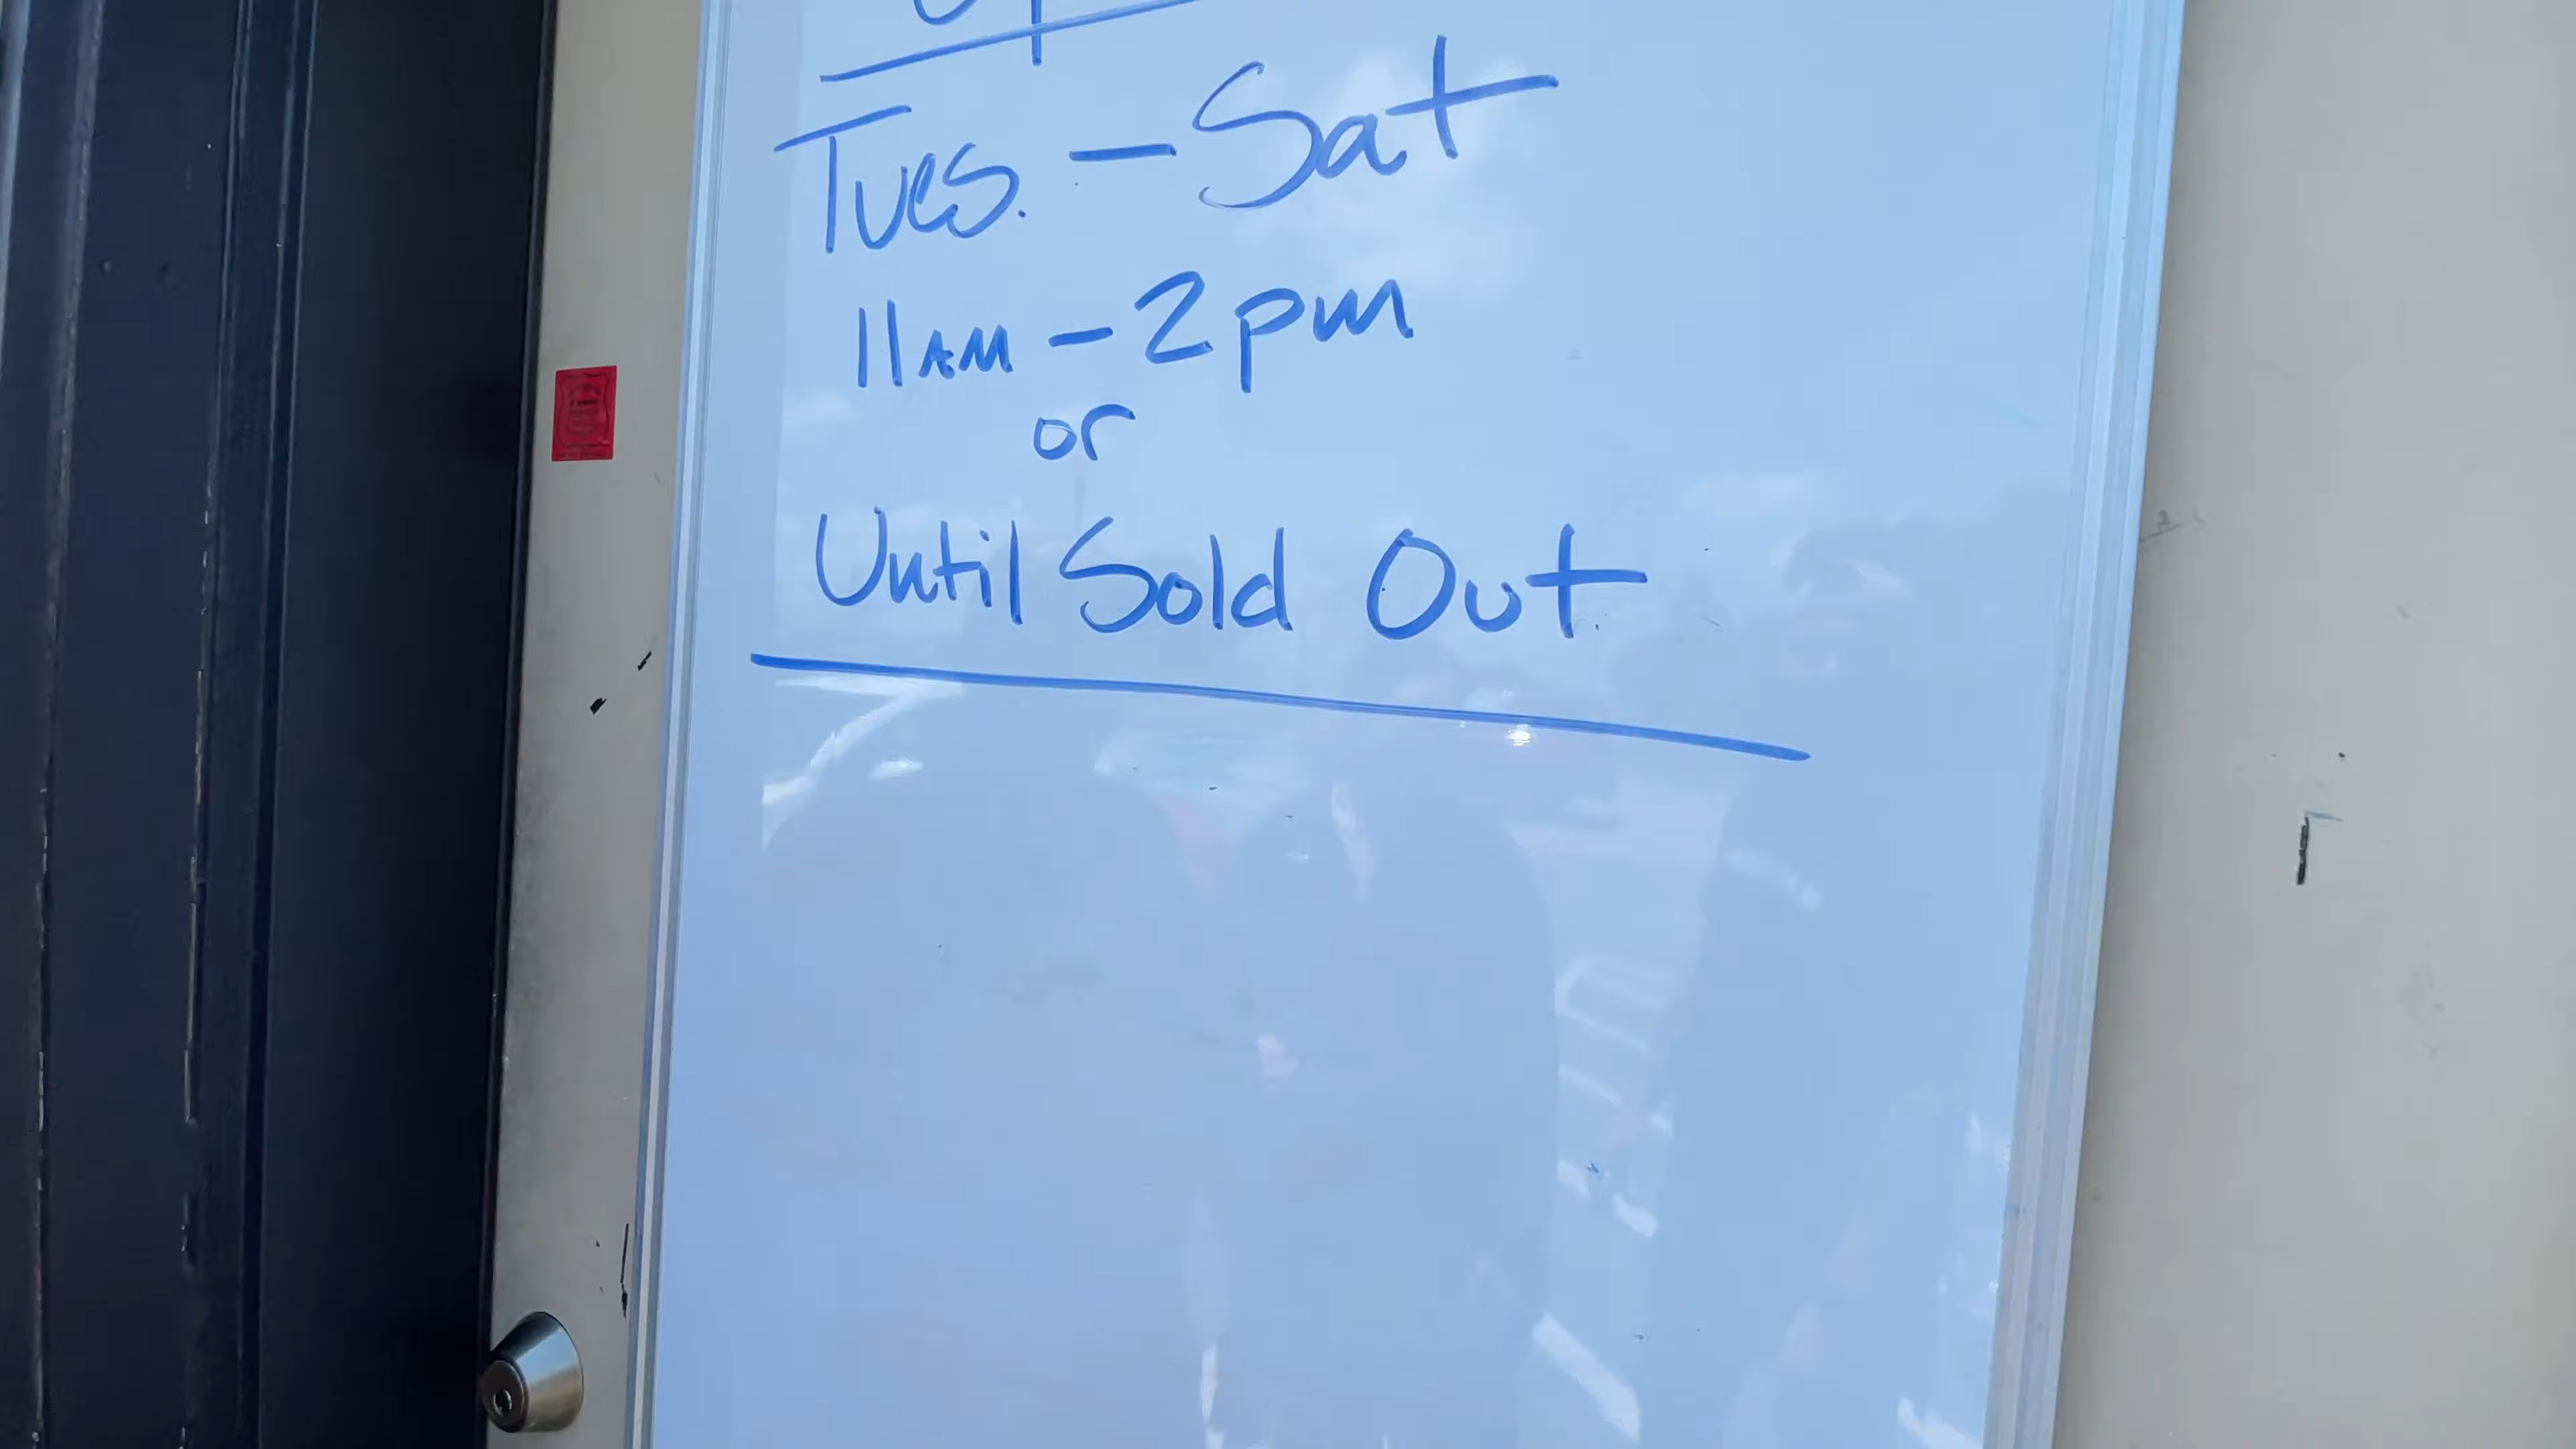 Tues. - Sat
11AM - 2pm
or
Until Sold Out